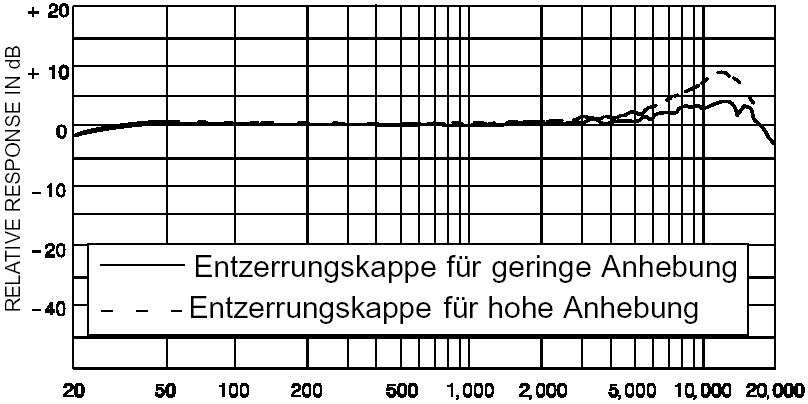 RELATIVE RESPONSE IN dB
+ 20
+ 10
0
−10
−20
−40
Entzerrungskappe für geringe Anhebung
Entzerrungskappe für hohe Anhebung
20 50 100 200 500 1,000 2,000 5,000 10,000 20,000